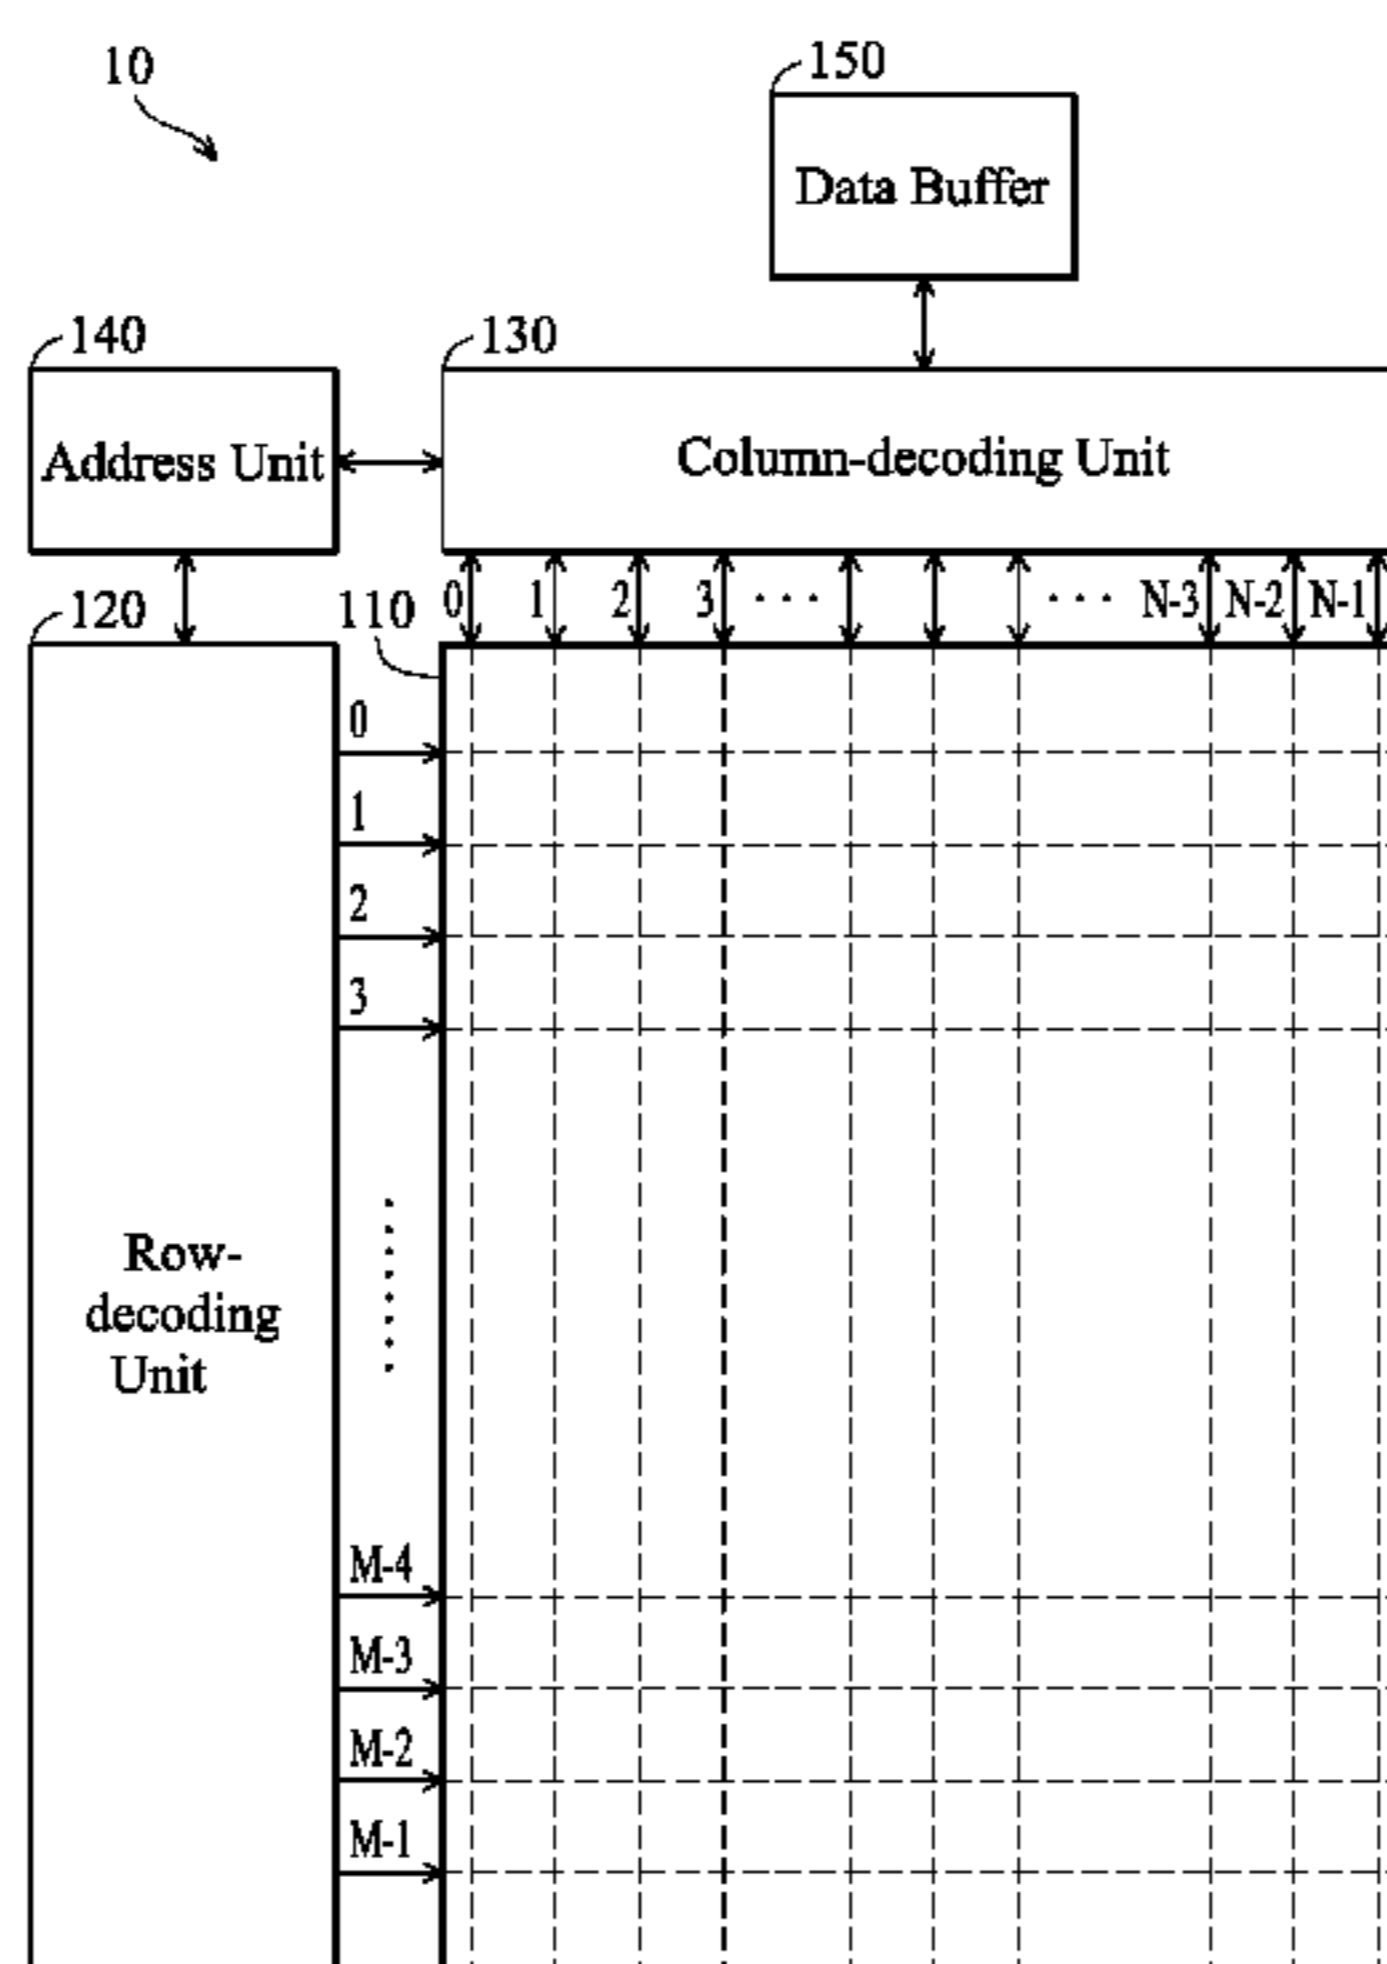 10
150
Data Buffer
140
130
Address Unit
Column-decoding Unit
120
110
0 1 2 3 ··· ··· N-3 N-2 N-1
0
1
2
3
Row-
decoding
Unit
M-4
M-3
M-2
M-1